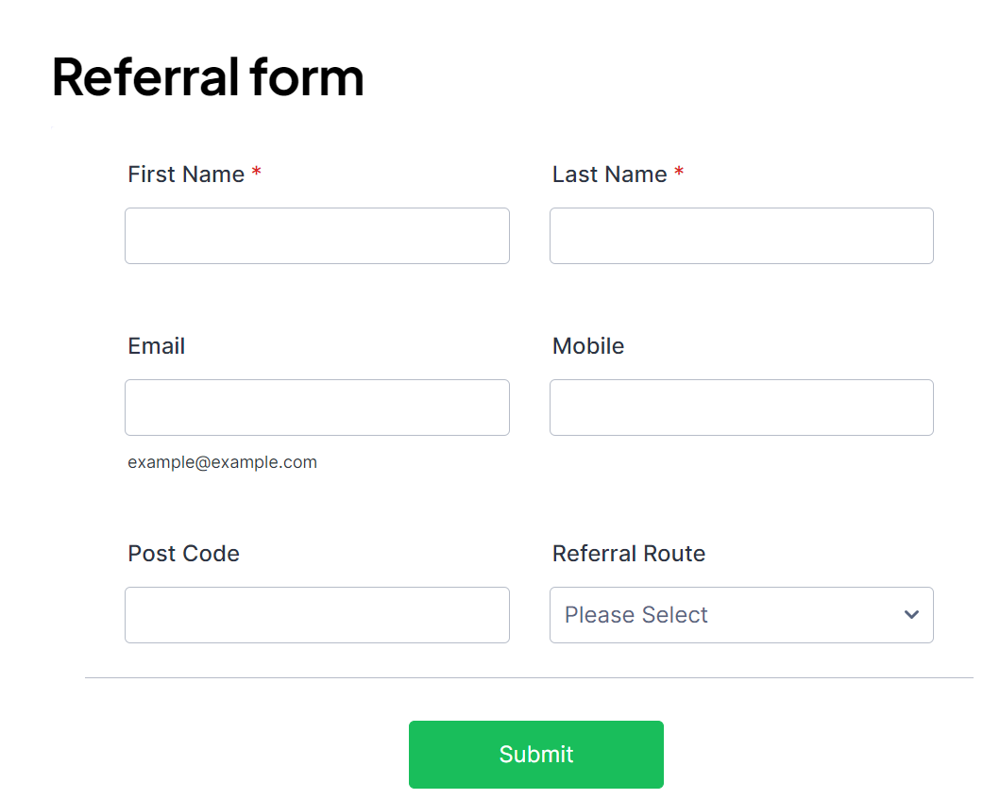 Referral form
First Name * Last Name *
Email Mobile
example@example.com
Post Code Referral Route
Please Select
Submit